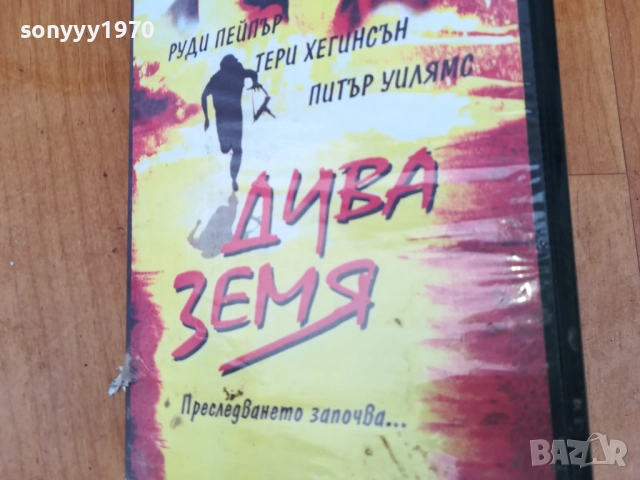 sonyyy1970
РУДИ ПЕЙПЪР
ТЕРИ ХЕГИНСЪН
ПИТЪР УИЛЯМС
ДИВА
ЗЕМЯ
Преследването започва...
BAZAR